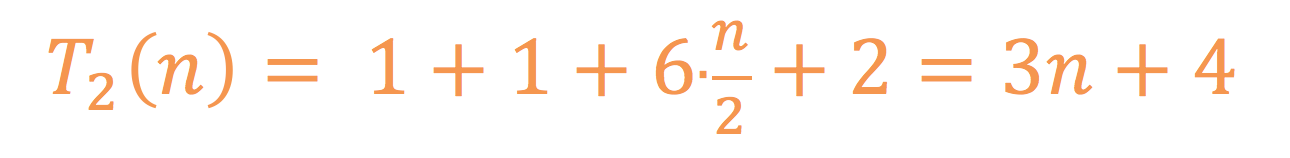 T₂(n) = 1 + 1 + 6·n/2 + 2 = 3n + 4